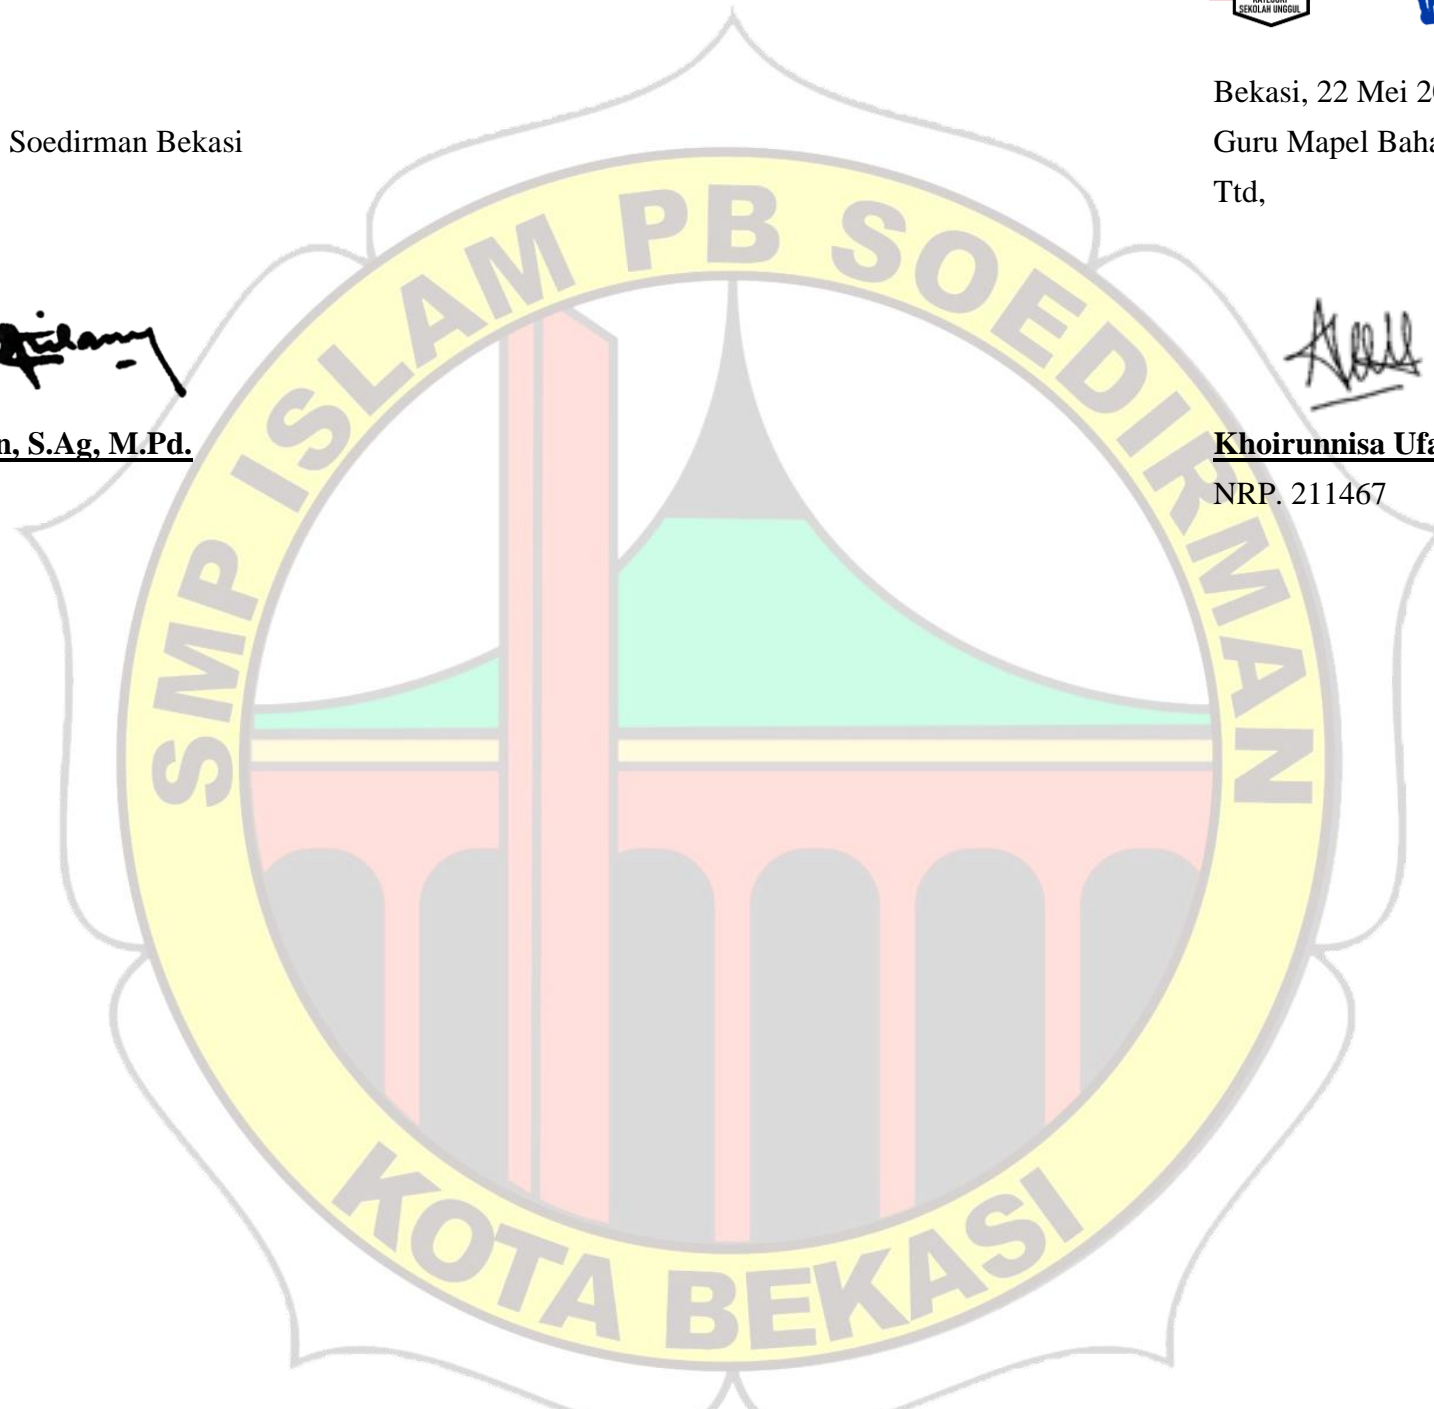 SEKOLAH UNGGUL
Bekasi, 22 Mei 20
Soedirman Bekasi
Guru Mapel Baha
Ttd,
n, S.Ag, M.Pd.
Khoirunnisa Ufa
NRP. 211467
SMP ISLAM PB SOEDIRMAN
KOTA BEKASI